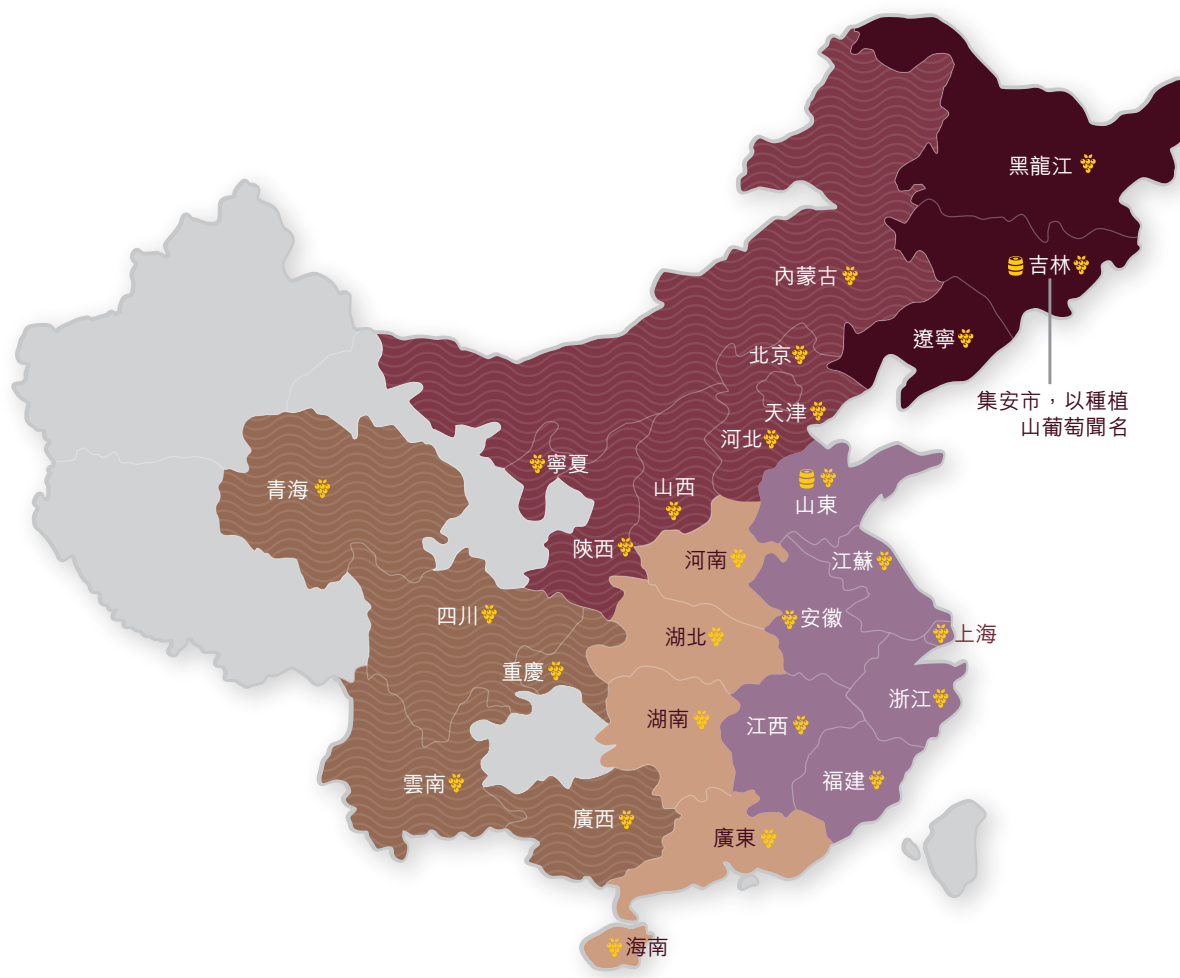 黑龍江
吉林
內蒙古
遼寧
北京
集安市，以種植
山葡萄聞名
天津
河北
寧夏
青海
山西
山東
陝西
河南
江蘇
四川
安徽
湖北
上海
重慶
浙江
湖南
江西
雲南
福建
廣西
廣東
海南